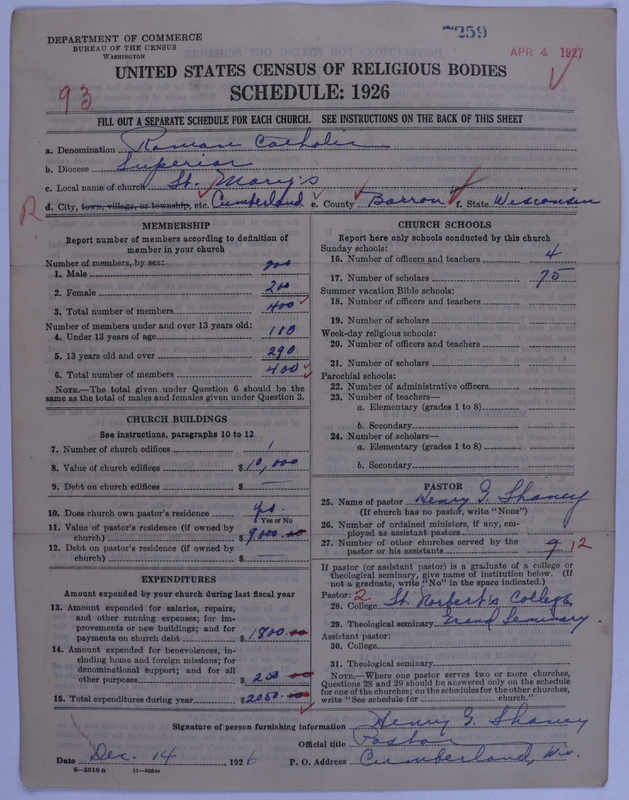 DEPARTMENT OF COMMERCE
BUREAU OF THE CENSUS
WASHINGTON
259
APR 4 1927
93
UNITED STATES CENSUS OF RELIGIOUS BODIES
SCHEDULE: 1926
FILL OUT A SEPARATE SCHEDULE FOR EACH CHURCH. SEE INSTRUCTIONS ON THE BACK OF THIS SHEET
a. Denomination Roman Catholic
b. Diocese Superior
c. Local name of church St. Mary's
R
d. City, town, village, or township, etc. Cumberland e. County Barron f. State Wisconsin
MEMBERSHIP
Report number of members according to definition of
member in your church
Number of members, by sex:
1. Male 200
2. Female 200
3. Total number of members 400
Number of members under and over 13 years old:
4. Under 13 years of age 110
5. 13 years old and over 290
6. Total number of members 400
NOTE.—The total given under Question 6 should be the
same as the total of males and females given under Question 3.
CHURCH BUILDINGS
See instructions, paragraphs 10 to 12
7. Number of church edifices 1
8. Value of church edifices $10,000
9. Debt on church edifices $ —
10. Does church own pastor's residence yes.
Yes or No
11. Value of pastor's residence (if owned by
church) $9000.00
12. Debt on pastor's residence (if owned by
church) $ —
EXPENDITURES
Amount expended by your church during last fiscal year
13. Amount expended for salaries, repairs,
and other running expenses; for im-
provements or new buildings; and for
payments on church debt $1800.00
14. Amount expended for benevolences, in-
cluding home and foreign missions; for
denominational support; and for all
other purposes $250.00
15. Total expenditures during year $2050.00
CHURCH SCHOOLS
Report here only schools conducted by this church
Sunday schools:
16. Number of officers and teachers 4
17. Number of scholars 75
Summer vacation Bible schools:
18. Number of officers and teachers
19. Number of scholars
Week-day religious schools:
20. Number of officers and teachers
21. Number of scholars
Parochial schools:
22. Number of administrative officers
23. Number of teachers—
a. Elementary (grades 1 to 8)
b. Secondary
24. Number of scholars—
a. Elementary (grades 1 to 8)
b. Secondary
PASTOR
25. Name of pastor Henry G. Shaney
(If church has no pastor, write "None")
26. Number of ordained ministers, if any, em-
ployed as assistant pastors
27. Number of other churches served by the
pastor or his assistants 9 12
If pastor (or assistant pastor) is a graduate of a college or
theological seminary, give name of institution below. (If
not a graduate, write "No" in the space indicated.)
Pastor: 2
28. College St. Norbert's College
29. Theological seminary Grand Seminary
Assistant pastor:
30. College
31. Theological seminary
NOTE.—Where one pastor serves two or more churches,
Questions 28 and 29 should be answered only on the schedule
for one of the churches; on the schedules for the other churches,
write "See schedule for church."
Signature of person furnishing information Henry G. Shaney
Official title Pastor
Date Dec. 14, 1926 P. O. Address Cumberland, Wis.
8—5518 a